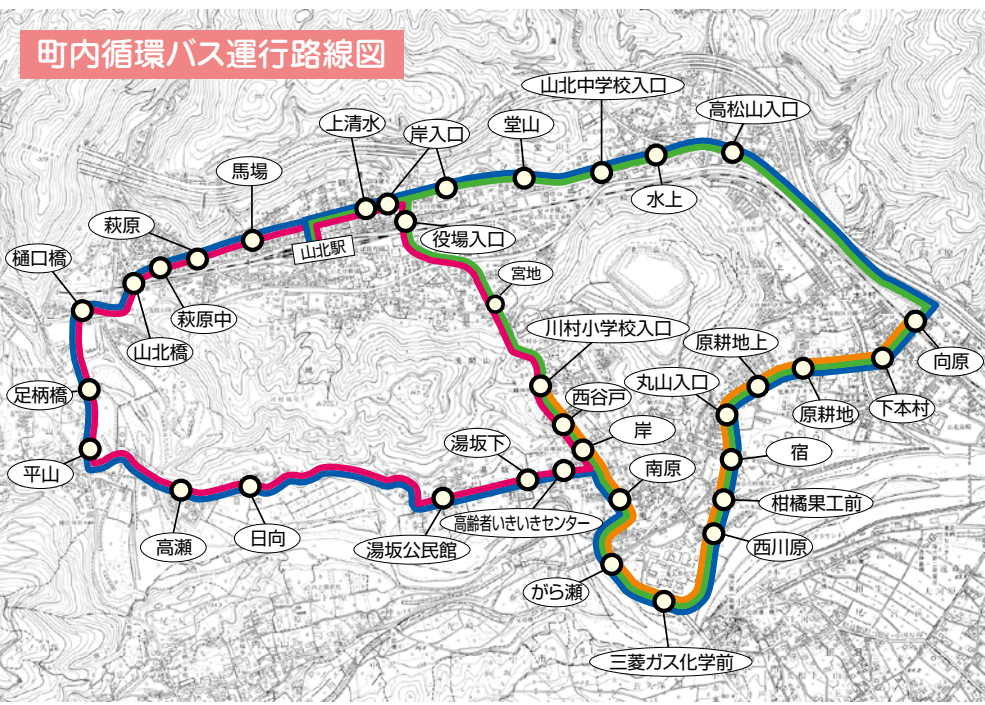 町内循環バス運行路線図
山北中学校入口
高松山入口
上清水
岸入口
堂山
馬場
水上
萩原
役場入口
山北駅
樋口橋
宮地
萩原中
川村小学校入口
山北橋
原耕地上
向原
丸山入口
足柄橋
西谷戸
原耕地
下本村
岸
湯坂下
宿
平山
南原
柑橘果工前
高齢者いきいきセンター
日向
高瀬
湯坂公民館
西川原
がら瀬
三菱ガス化学前